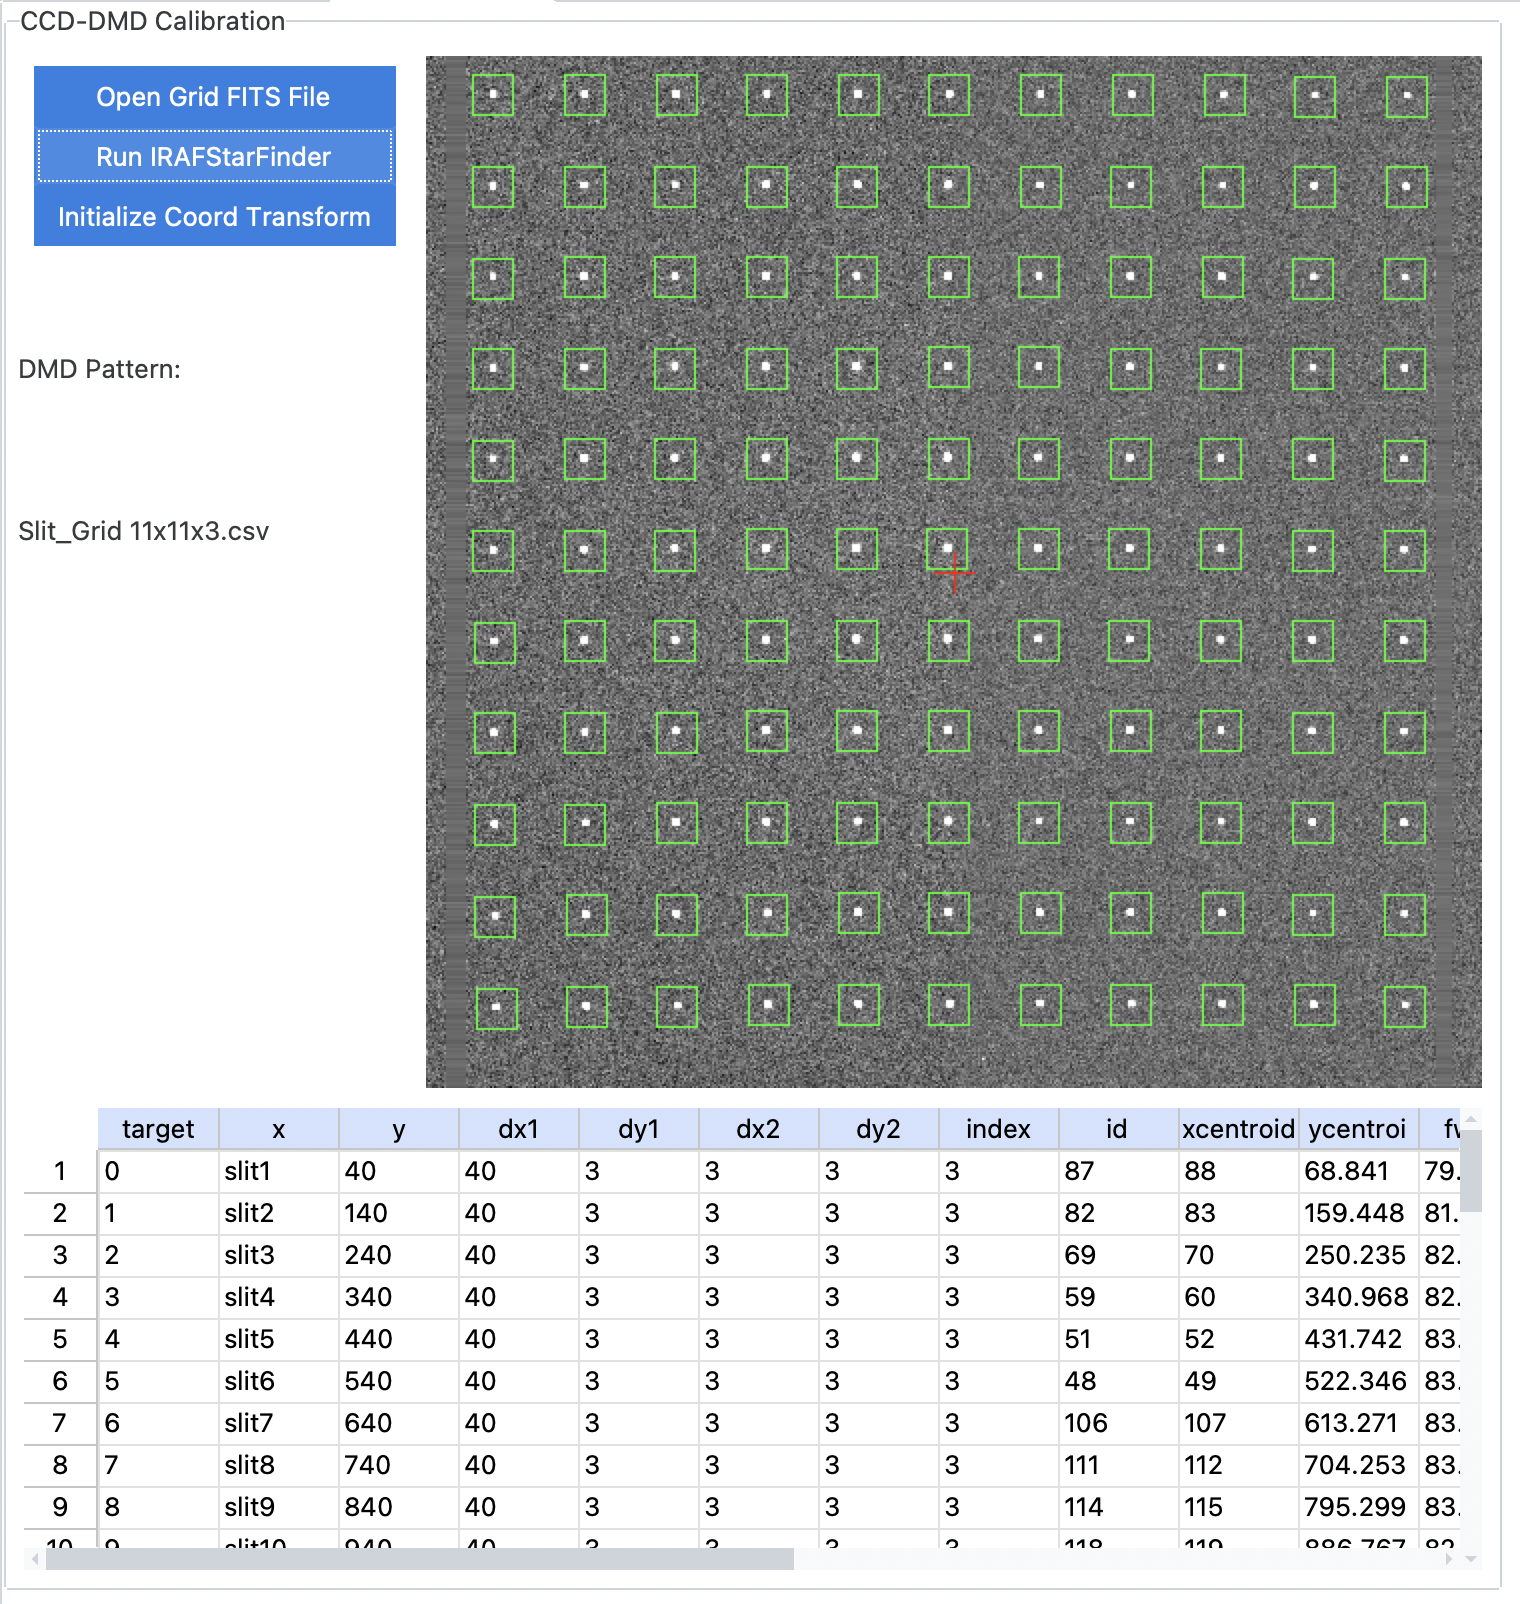 CCD-DMD Calibration
Open Grid FITS File
Run IRAFStarFinder
Initialize Coord Transform
DMD Pattern:
Slit_Grid 11x11x3.csv
target x y dx1 dy1 dx2 dy2 index id xcentroid ycentroi
1 0 slit1 40 40 3 3 3 3 87 88 68.841 79.
2 1 slit2 140 40 3 3 3 3 82 83 159.448 81.
3 2 slit3 240 40 3 3 3 3 69 70 250.235 82.
4 3 slit4 340 40 3 3 3 3 59 60 340.968 82.
5 4 slit5 440 40 3 3 3 3 51 52 431.742 83.
6 5 slit6 540 40 3 3 3 3 48 49 522.346 83.
7 6 slit7 640 40 3 3 3 3 106 107 613.271 83.
8 7 slit8 740 40 3 3 3 3 111 112 704.253 83.
9 8 slit9 840 40 3 3 3 3 114 115 795.299 83.
10 9 slit10 940 40 3 3 3 3 118 119 886.767